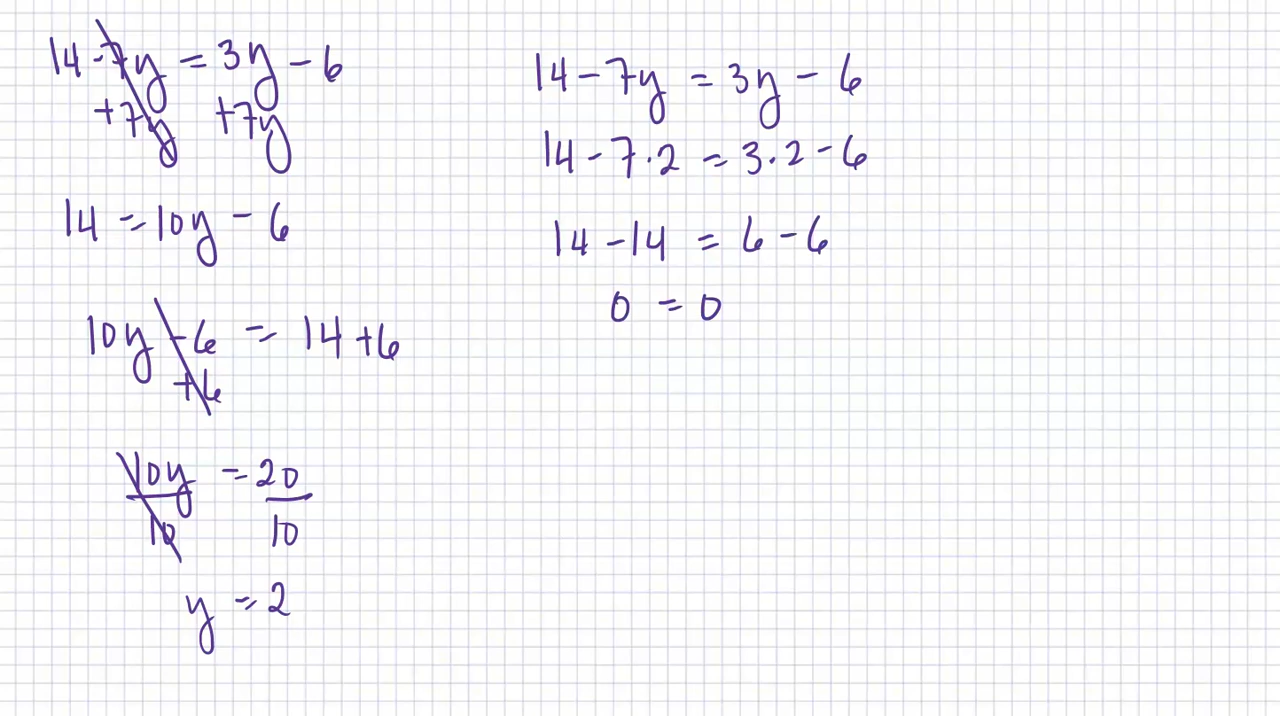 14 - 7y = 3y - 6
+7y +7y
14 = 10y - 6
10y - 6 = 14 + 6
+6
10y = 20
10 10
y = 2
14 - 7y = 3y - 6
14 - 7 · 2 = 3 · 2 - 6
14 - 14 = 6 - 6
0 = 0